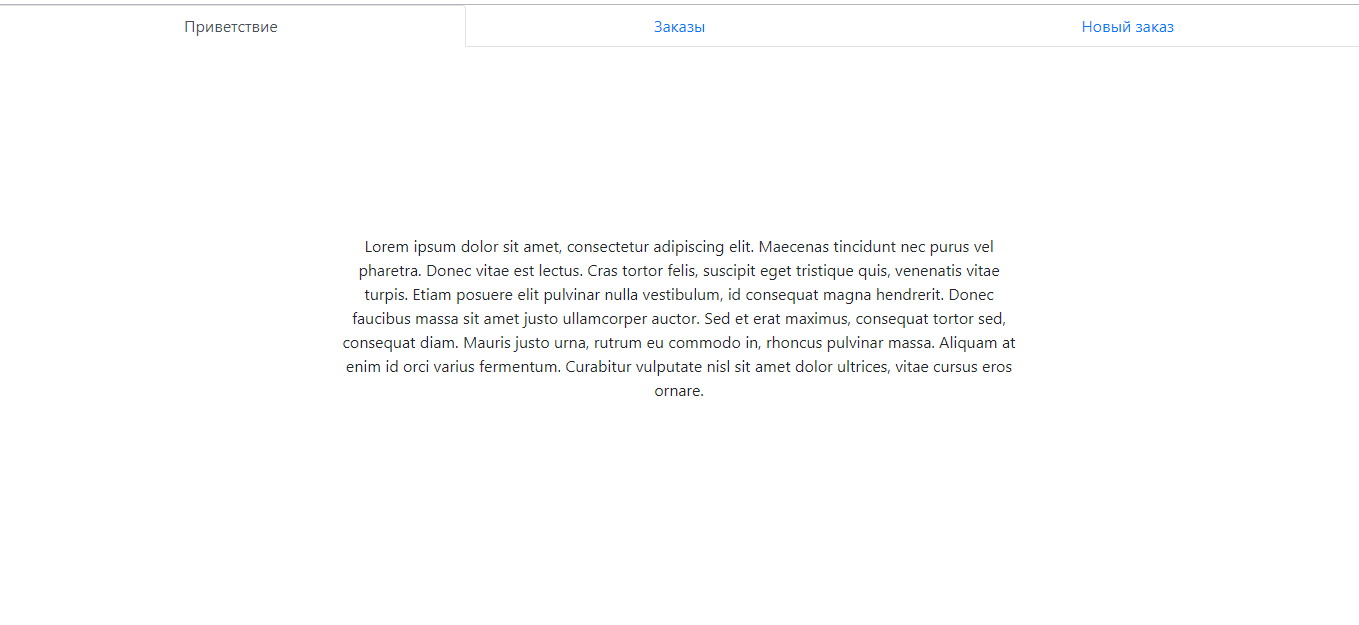 Приветствие Заказы Новый заказ
Lorem ipsum dolor sit amet, consectetur adipiscing elit. Maecenas tincidunt nec purus vel
pharetra. Donec vitae est lectus. Cras tortor felis, suscipit eget tristique quis, venenatis vitae
turpis. Etiam posuere elit pulvinar nulla vestibulum, id consequat magna hendrerit. Donec
faucibus massa sit amet justo ullamcorper auctor. Sed et erat maximus, consequat tortor sed,
consequat diam. Mauris justo urna, rutrum eu commodo in, rhoncus pulvinar massa. Aliquam at
enim id orci varius fermentum. Curabitur vulputate nisl sit amet dolor ultrices, vitae cursus eros
ornare.